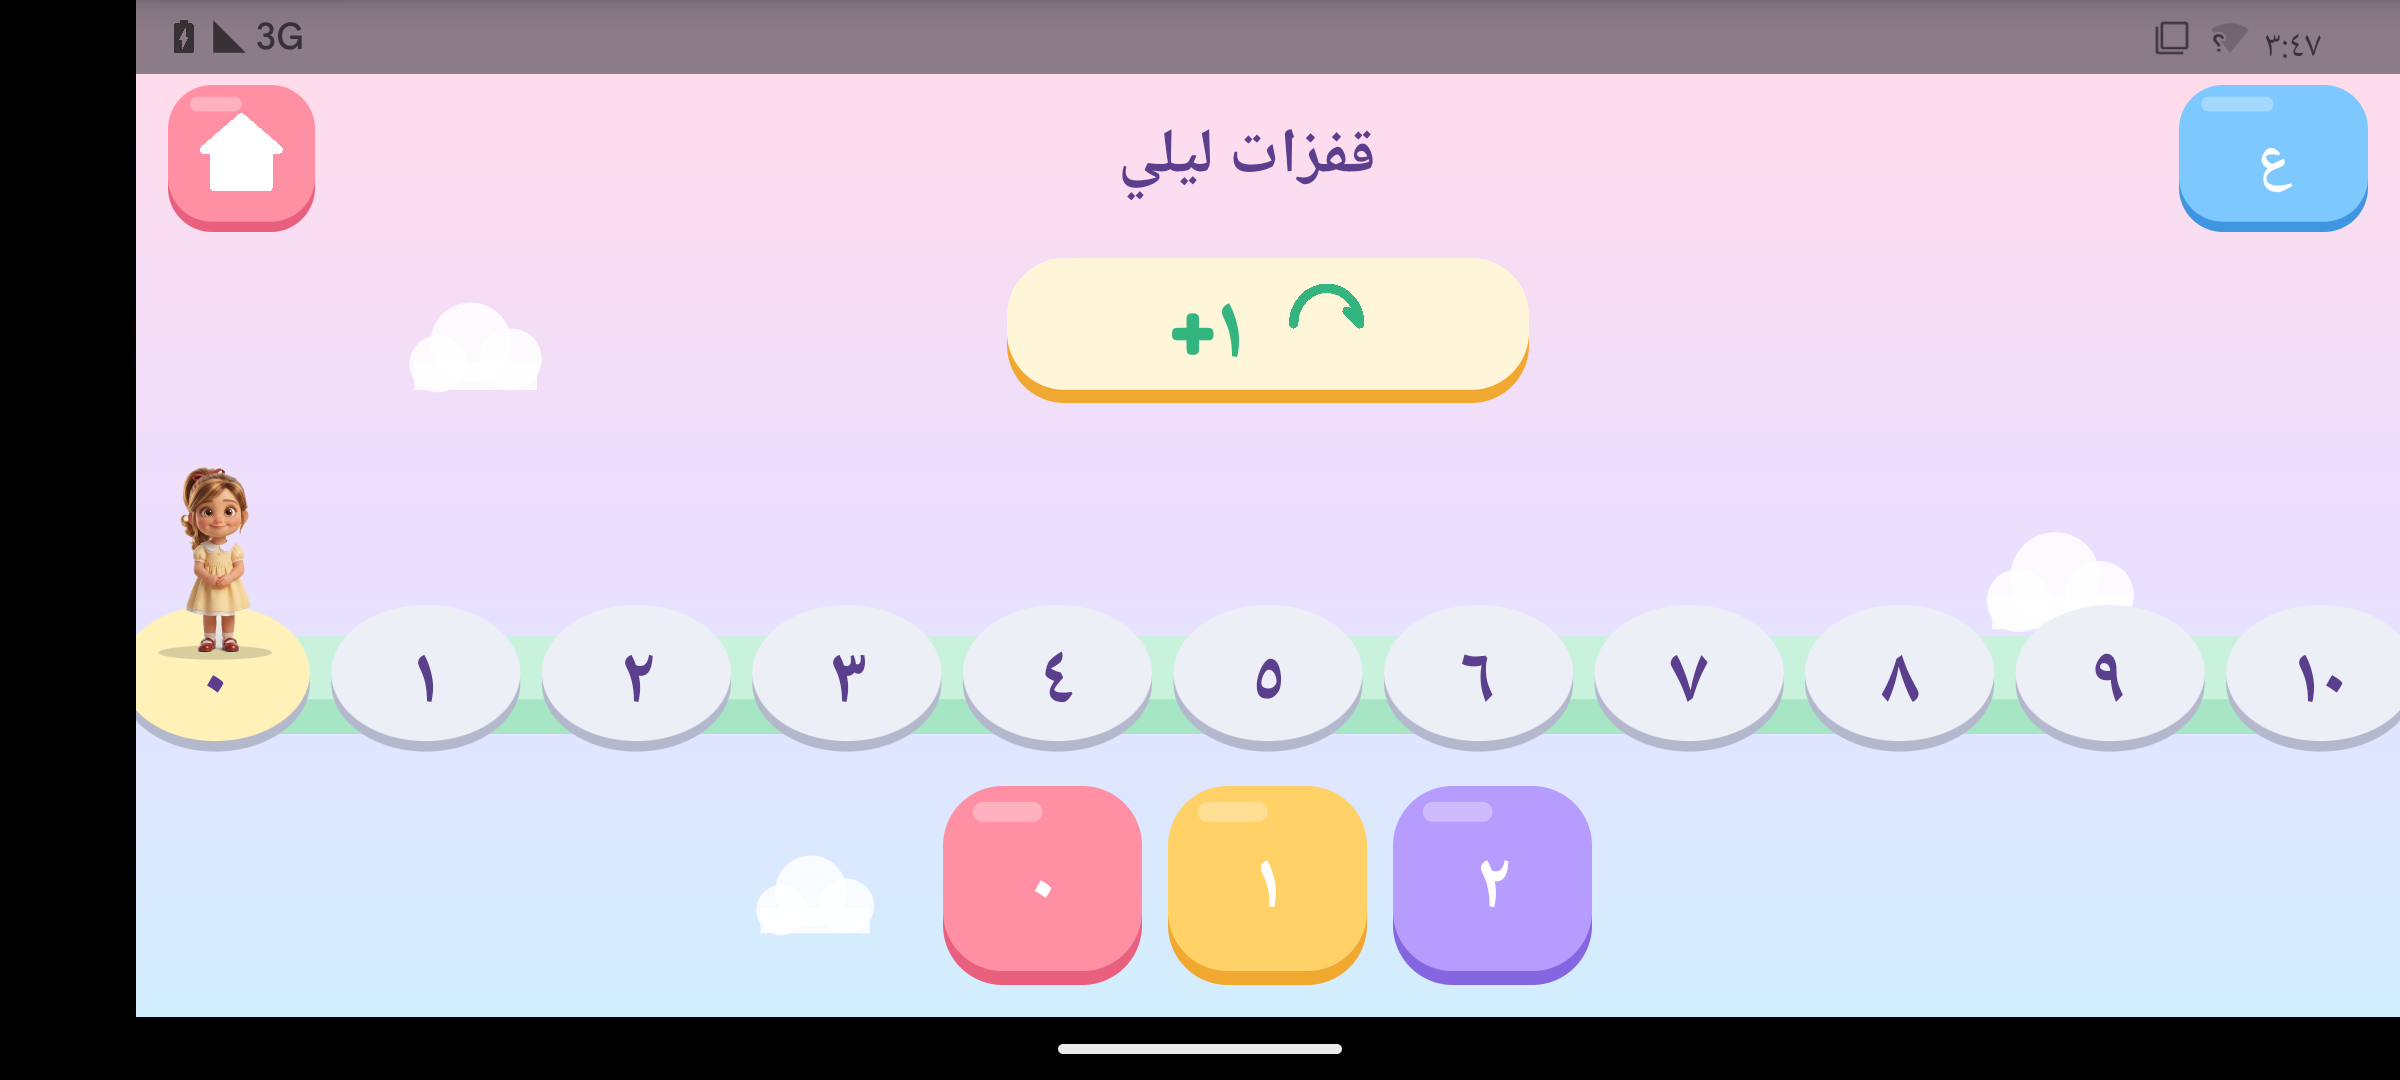 3G
٣:٤٧
قفزات ليلي
ع
+١
٠ ١ ٢ ٣ ٤ ٥ ٦ ٧ ٨ ٩ ١٠
٠ ١ ٢